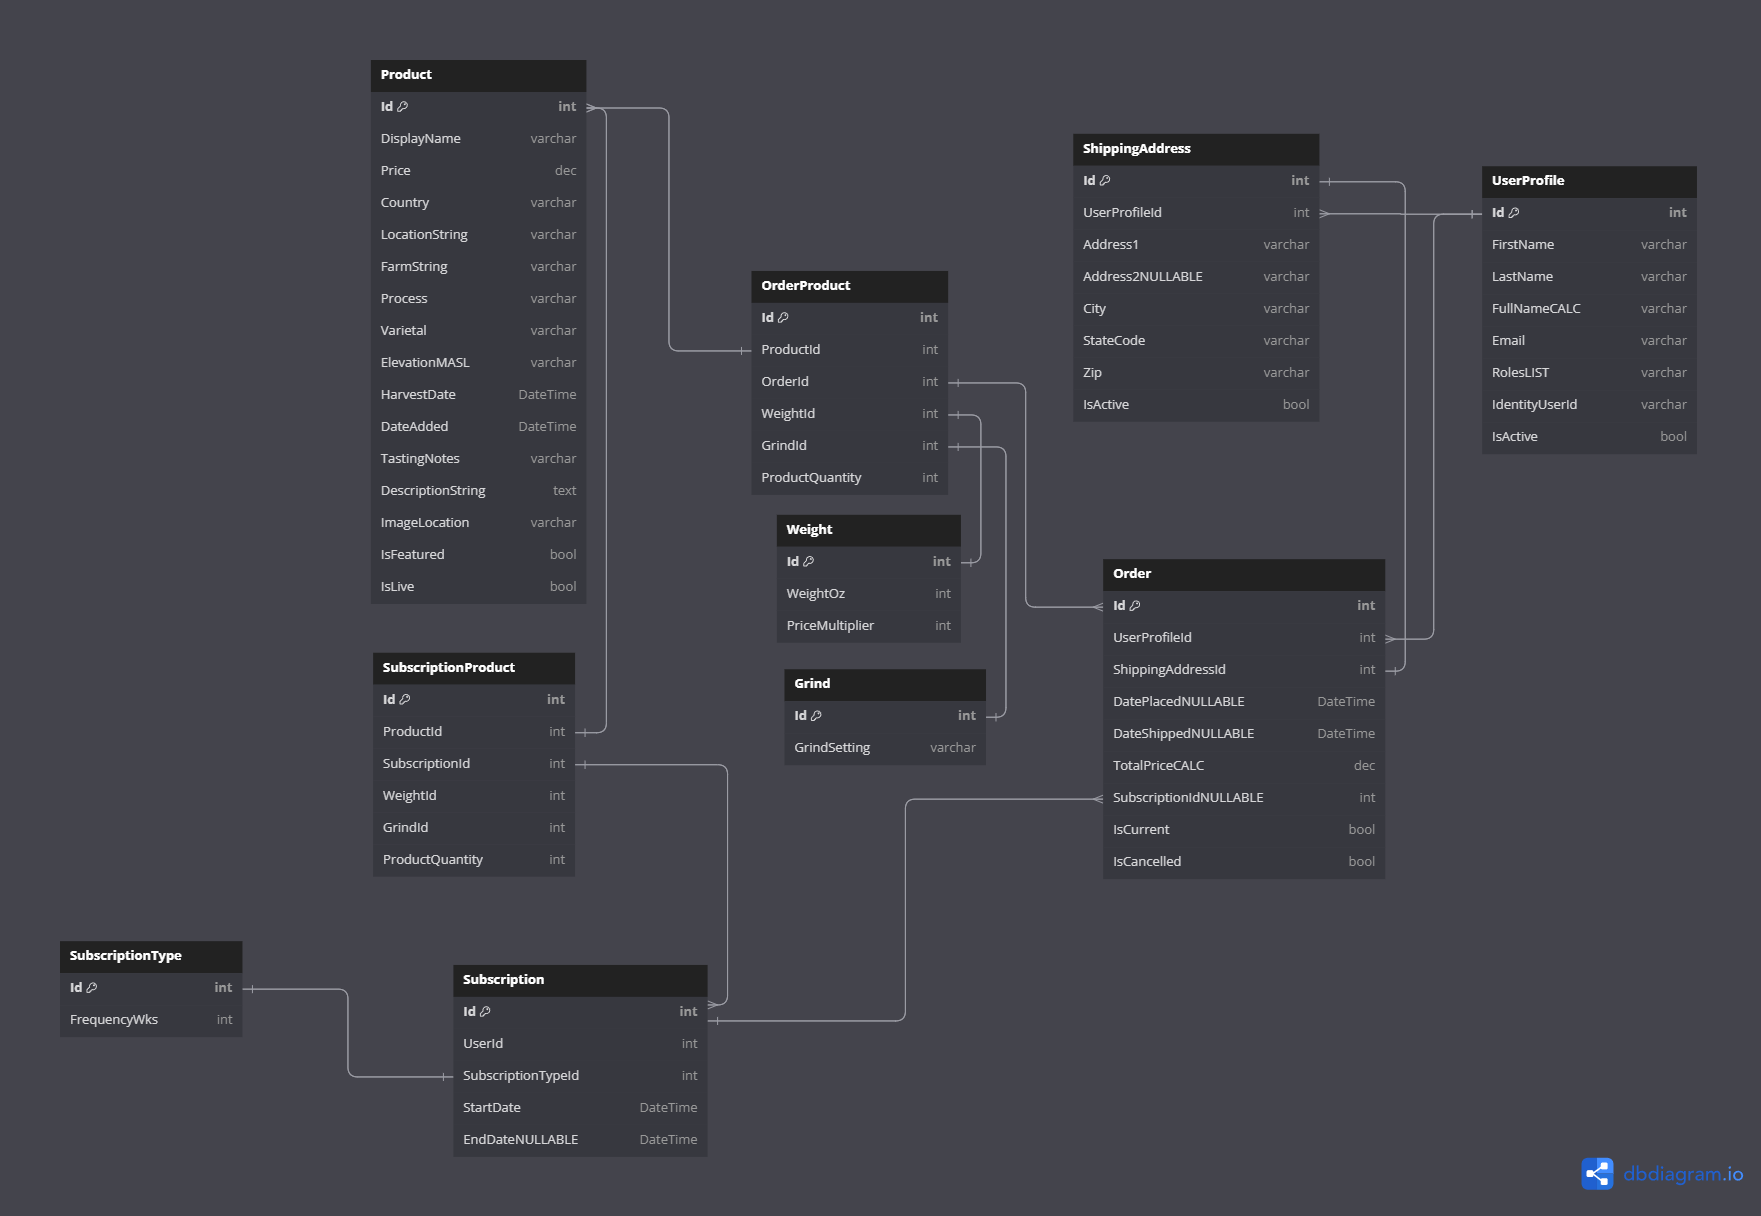 Product
Id int
DisplayName varchar
Price dec
Country varchar
LocationString varchar
FarmString varchar
Process varchar
Varietal varchar
ElevationMASL varchar
HarvestDate DateTime
DateAdded DateTime
TastingNotes varchar
DescriptionString text
ImageLocation varchar
IsFeatured bool
IsLive bool
ShippingAddress
Id int
UserProfileId int
Address1 varchar
Address2NULLABLE varchar
City varchar
StateCode varchar
Zip varchar
IsActive bool
UserProfile
Id int
FirstName varchar
LastName varchar
FullNameCALC varchar
Email varchar
RolesLIST varchar
IdentityUserId varchar
IsActive bool
OrderProduct
Id int
ProductId int
OrderId int
WeightId int
GrindId int
ProductQuantity int
Weight
Id int
WeightOz int
PriceMultiplier int
Grind
Id int
GrindSetting varchar
Order
Id int
UserProfileId int
ShippingAddressId int
DatePlacedNULLABLE DateTime
DateShippedNULLABLE DateTime
TotalPriceCALC dec
SubscriptionIdNULLABLE int
IsCurrent bool
IsCancelled bool
SubscriptionProduct
Id int
ProductId int
SubscriptionId int
WeightId int
GrindId int
ProductQuantity int
SubscriptionType
Id int
FrequencyWks int
Subscription
Id int
UserId int
SubscriptionTypeId int
StartDate DateTime
EndDateNULLABLE DateTime
dbdiagram.io